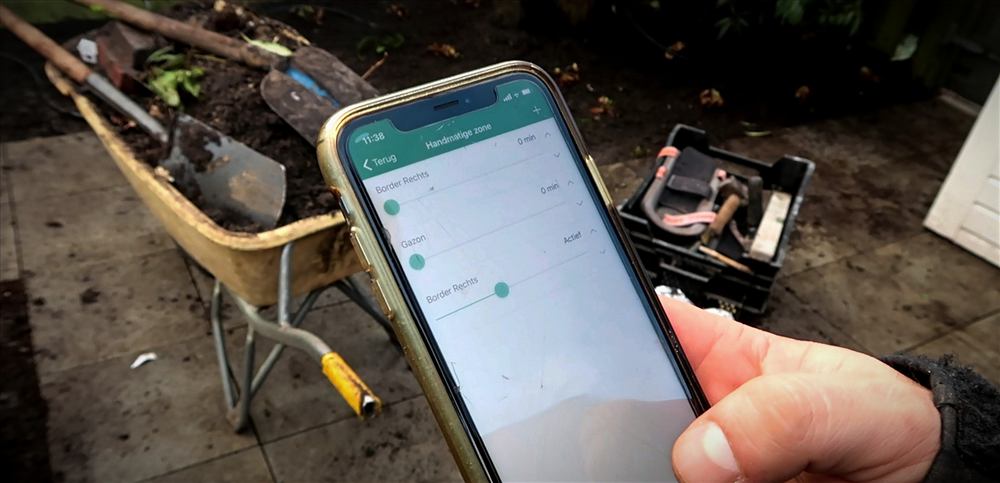 11:38
Terug
Handmatige zone
Border Rechts
0 min
Gazon
0 min
Border Rechts
Actief